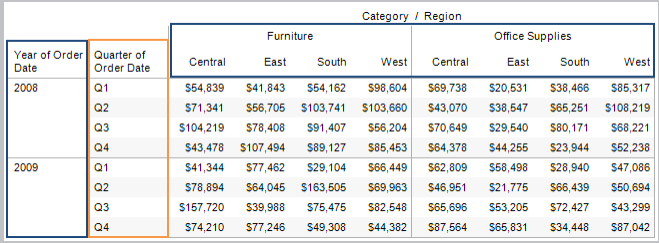 Category / Region
Furniture Office Supplies
Year of Order Date Quarter of Order Date Central East South West Central East South West
2008 Q1 $54,839 $41,843 $54,162 $98,604 $69,738 $20,531 $38,466 $85,317
Q2 $71,341 $56,705 $103,741 $103,660 $43,070 $38,547 $65,251 $108,219
Q3 $104,219 $78,408 $91,407 $56,204 $70,649 $29,540 $80,171 $68,221
Q4 $43,478 $107,494 $89,127 $85,453 $64,378 $44,255 $23,944 $52,238
2009 Q1 $41,344 $77,462 $29,104 $66,449 $62,809 $58,498 $28,940 $47,086
Q2 $78,894 $64,045 $163,505 $69,963 $46,951 $21,775 $66,439 $50,694
Q3 $157,720 $39,988 $75,475 $82,548 $65,696 $53,205 $72,427 $43,299
Q4 $74,210 $77,246 $49,308 $44,382 $87,564 $65,831 $34,448 $87,042